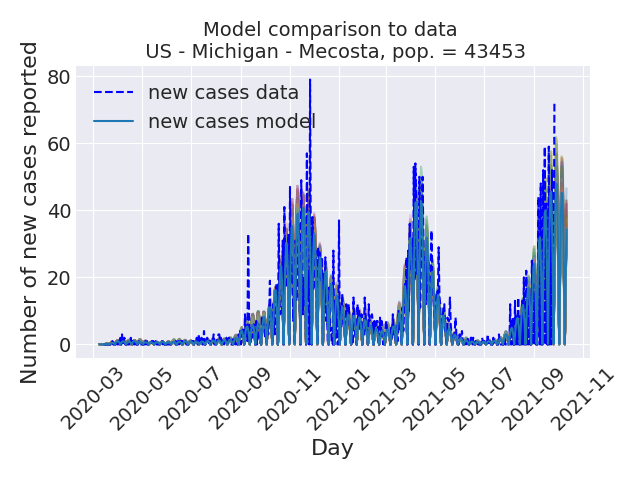 Model comparison to data
US - Michigan - Mecosta, pop. = 43453
Number of new cases reported
80
60
40
20
0
new cases data
new cases model
2020-03
2020-05
2020-07
2020-09
2020-11
2021-01
2021-03
2021-05
2021-07
2021-09
2021-11
Day